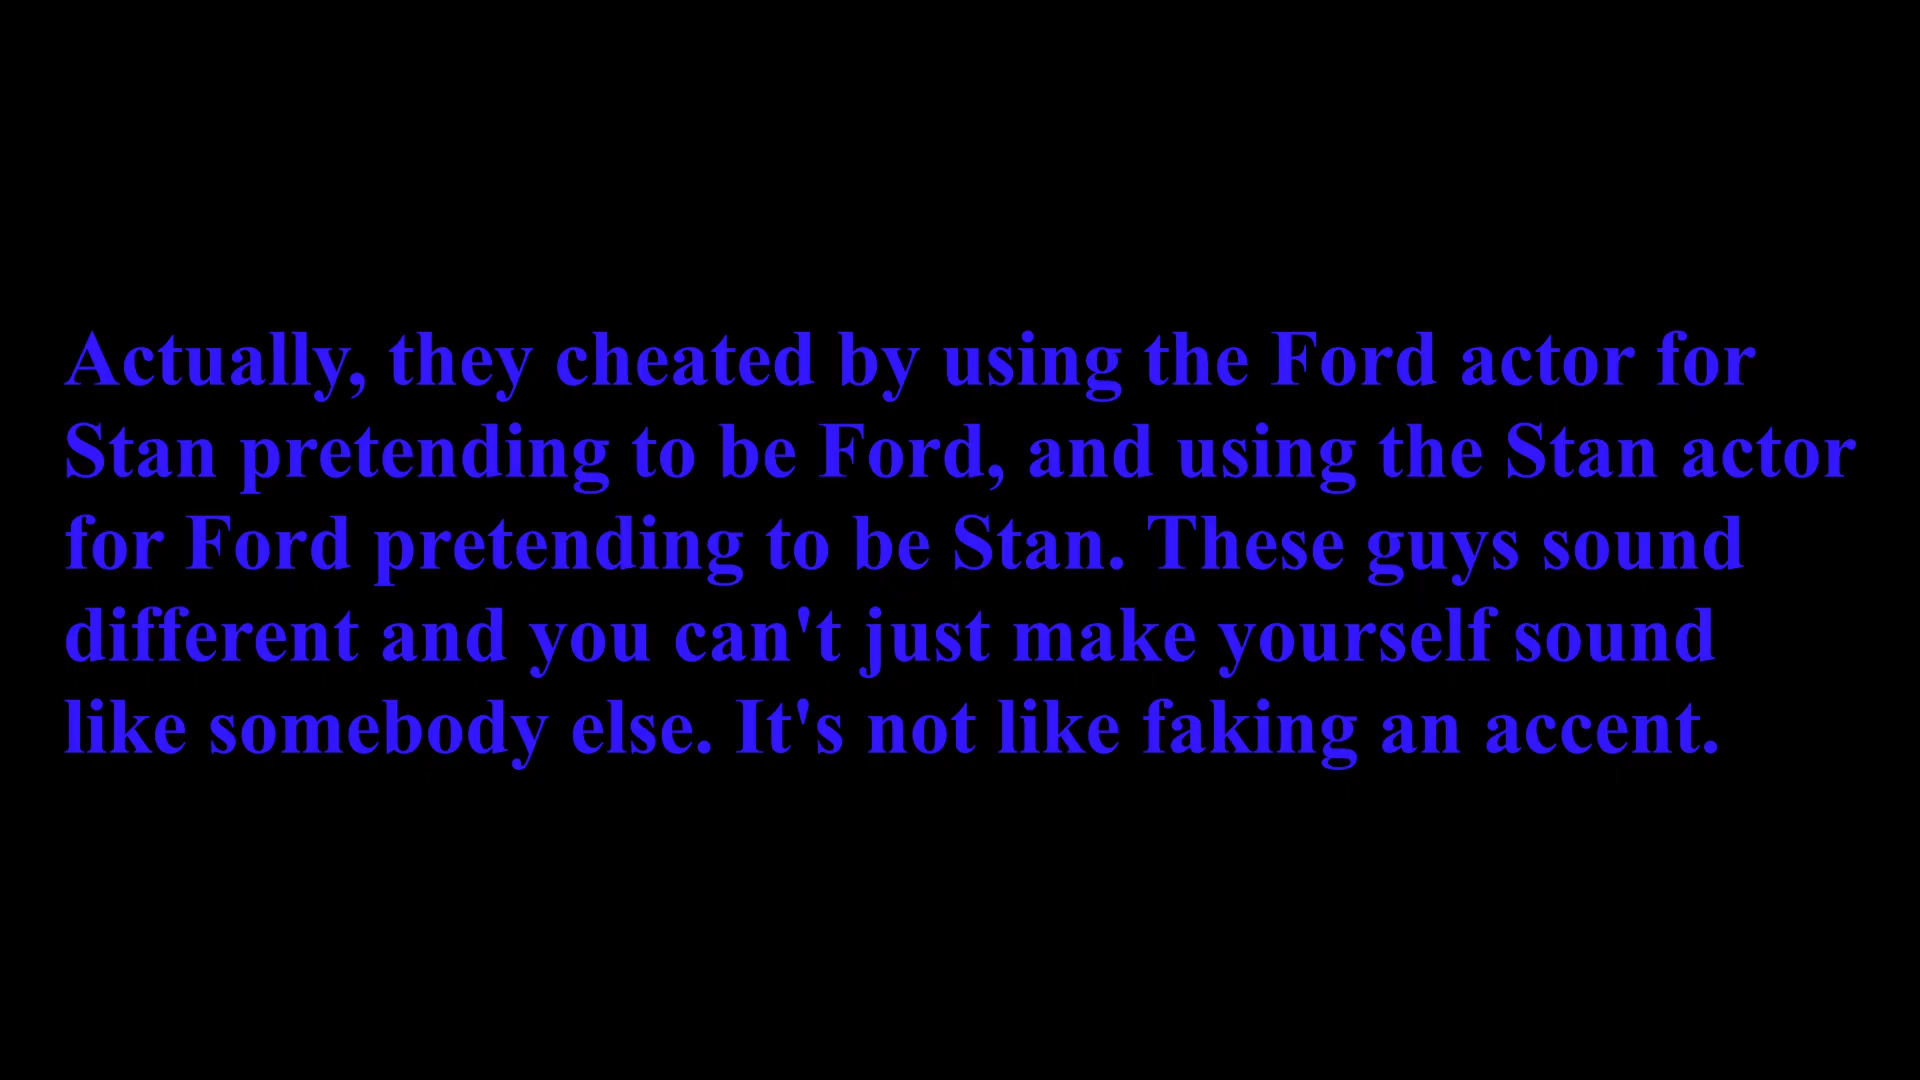 Actually, they cheated by using the Ford actor for
Stan pretending to be Ford, and using the Stan actor
for Ford pretending to be Stan. These guys sound
different and you can't just make yourself sound
like somebody else. It's not like faking an accent.